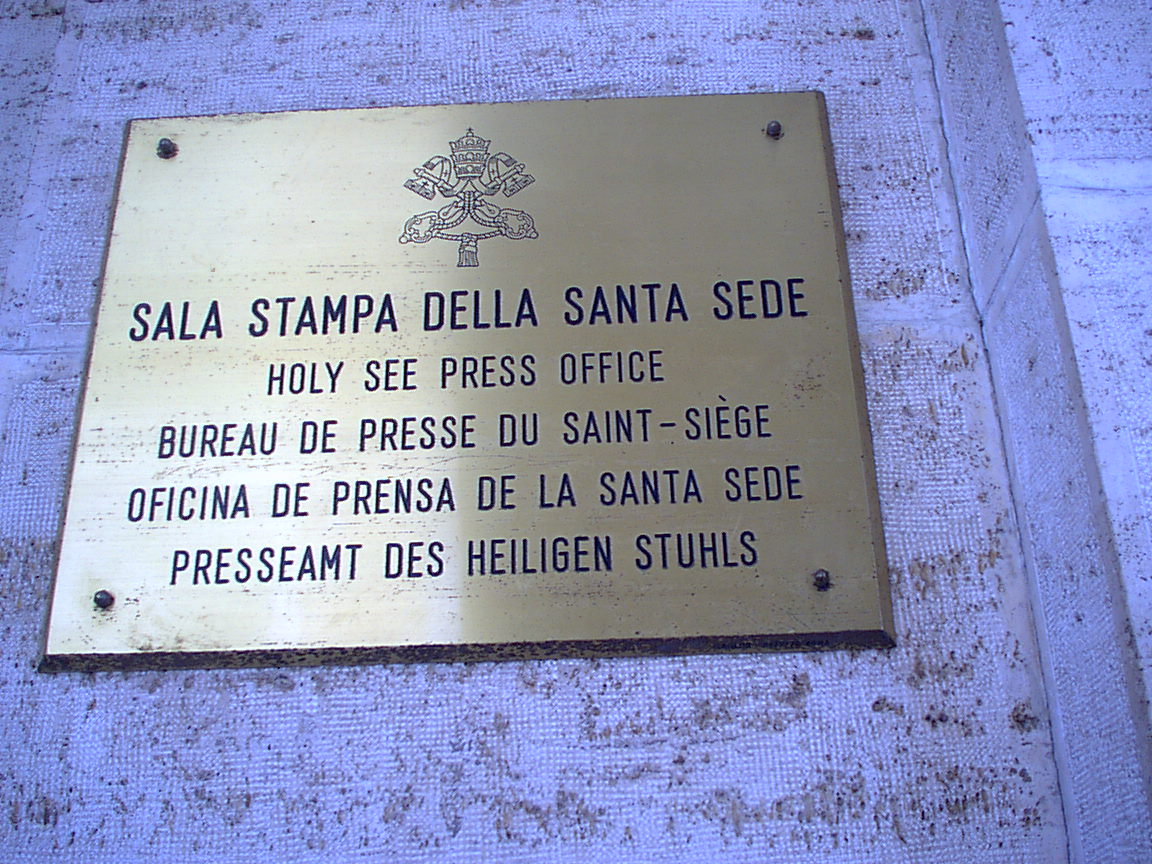 SALA STAMPA DELLA SANTA SEDE
HOLY SEE PRESS OFFICE
BUREAU DE PRESSE DU SAINT-SIÈGE
OFICINA DE PRENSA DE LA SANTA SEDE
PRESSEAMT DES HEILIGEN STUHLS